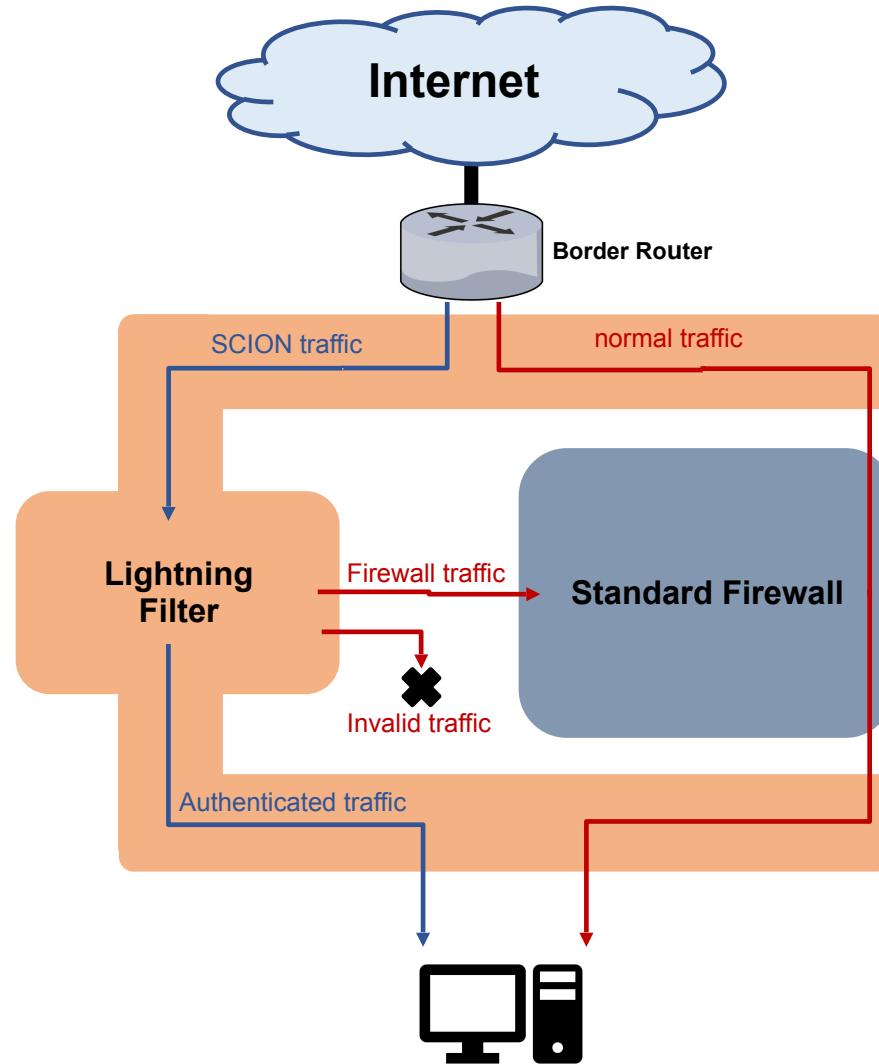 Internet
Border Router
SCION traffic
normal traffic
Lightning
Filter
Firewall traffic
Standard Firewall
Invalid traffic
Authenticated traffic